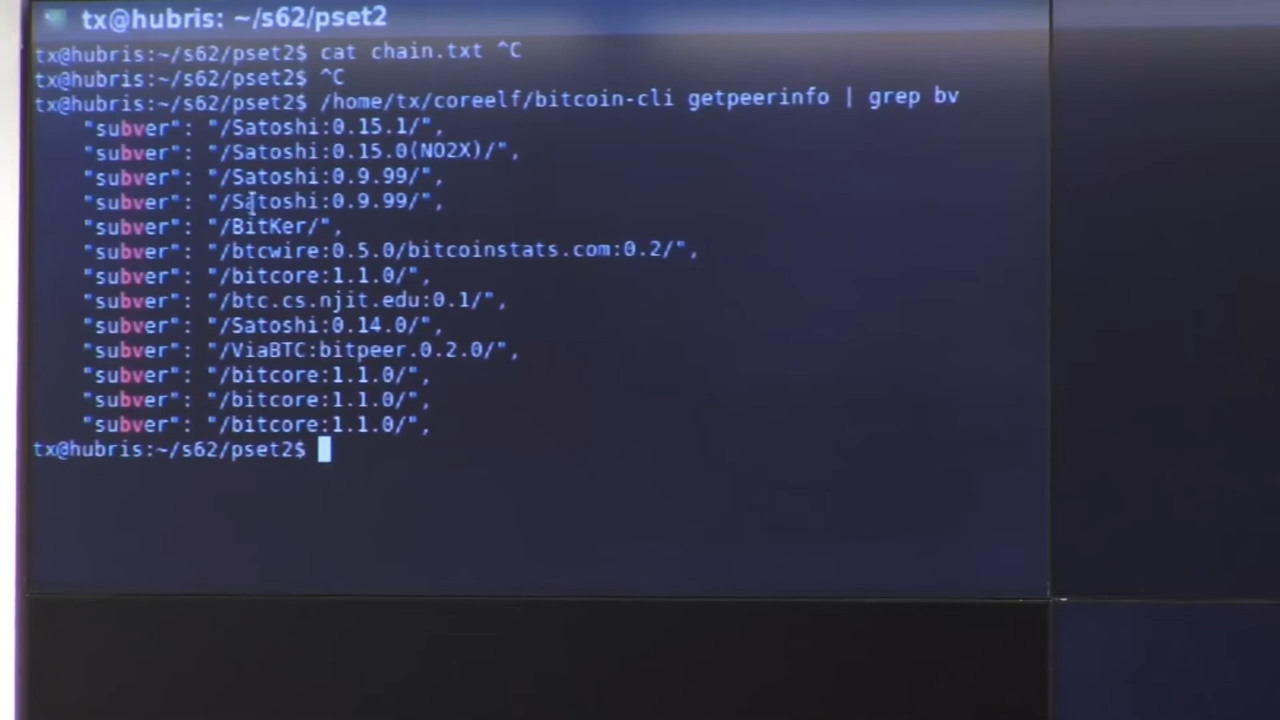 tx@hubris: ~/s62/pset2
tx@hubris:~/s62/pset2$ cat chain.txt ^C
tx@hubris:~/s62/pset2$ ^C
tx@hubris:~/s62/pset2$ /home/tx/coreelf/bitcoin-cli getpeerinfo | grep bv
"subver": "/Satoshi:0.15.1/",
"subver": "/Satoshi:0.15.0(NO2X)/",
"subver": "/Satoshi:0.9.99/",
"subver": "/Satoshi:0.9.99/",
"subver": "/BitKer/",
"subver": "/btcwire:0.5.0/bitcoinstats.com:0.2/",
"subver": "/bitcore:1.1.0/",
"subver": "/btc.cs.njit.edu:0.1/",
"subver": "/Satoshi:0.14.0/",
"subver": "/ViaBTC:bitpeer.0.2.0/",
"subver": "/bitcore:1.1.0/",
"subver": "/bitcore:1.1.0/",
"subver": "/bitcore:1.1.0/",
tx@hubris:~/s62/pset2$